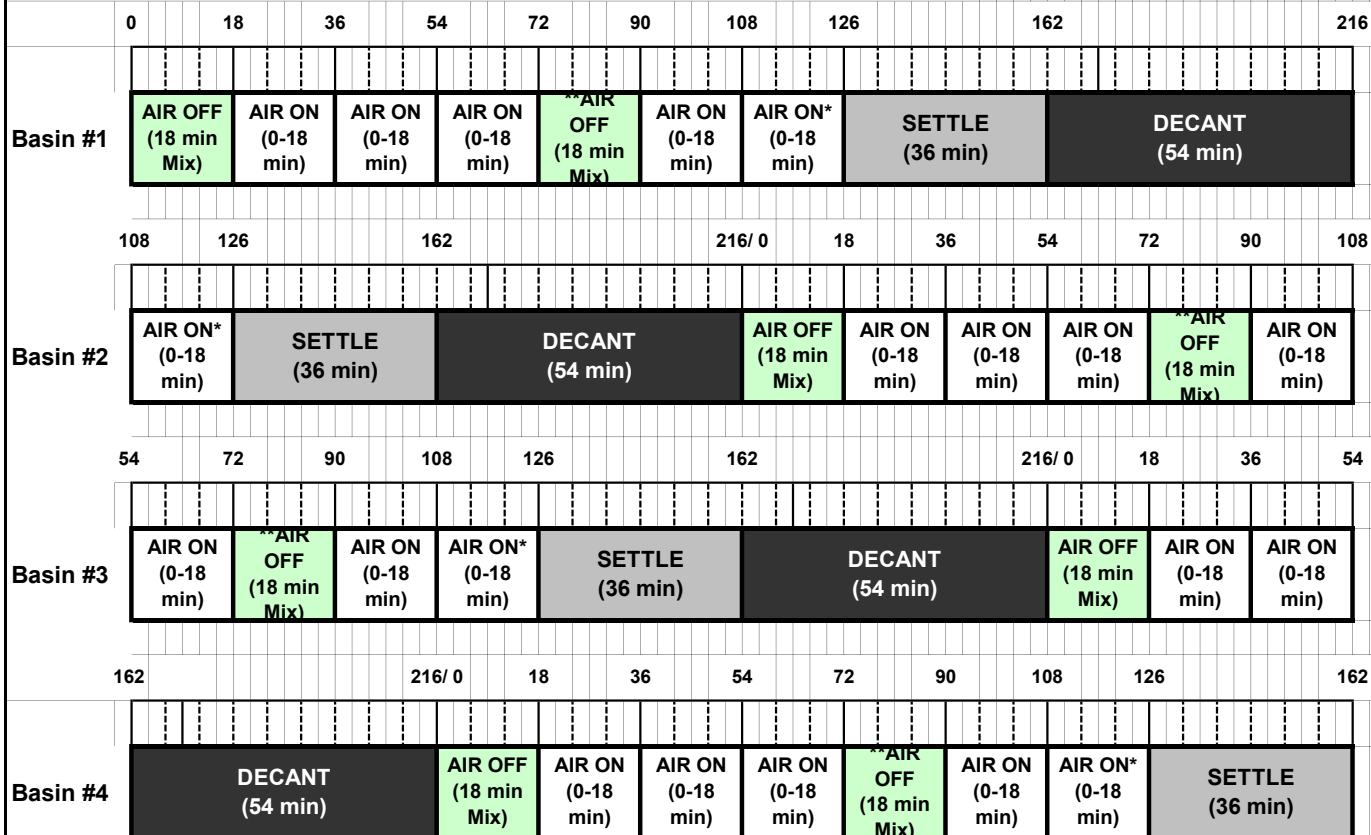 0 18 36 54 72 90 108 126 162 216
Basin #1
AIR OFF (18 min Mix)
AIR ON (0-18 min)
AIR ON (0-18 min)
AIR ON (0-18 min)
**AIR OFF (18 min Mix)
AIR ON (0-18 min)
AIR ON* (0-18 min)
SETTLE (36 min)
DECANT (54 min)
108 126 162 216/ 0 18 36 54 72 90 108
Basin #2
AIR ON* (0-18 min)
SETTLE (36 min)
DECANT (54 min)
AIR OFF (18 min Mix)
AIR ON (0-18 min)
AIR ON (0-18 min)
AIR ON (0-18 min)
**AIR OFF (18 min Mix)
AIR ON (0-18 min)
54 72 90 108 126 162 216/ 0 18 36 54
Basin #3
AIR ON (0-18 min)
**AIR OFF (18 min Mix)
AIR ON (0-18 min)
AIR ON* (0-18 min)
SETTLE (36 min)
DECANT (54 min)
AIR OFF (18 min Mix)
AIR ON (0-18 min)
AIR ON (0-18 min)
162 216/ 0 18 36 54 72 90 108 126 162
Basin #4
DECANT (54 min)
AIR OFF (18 min Mix)
AIR ON (0-18 min)
AIR ON (0-18 min)
AIR ON (0-18 min)
**AIR OFF (18 min Mix)
AIR ON (0-18 min)
AIR ON* (0-18 min)
SETTLE (36 min)